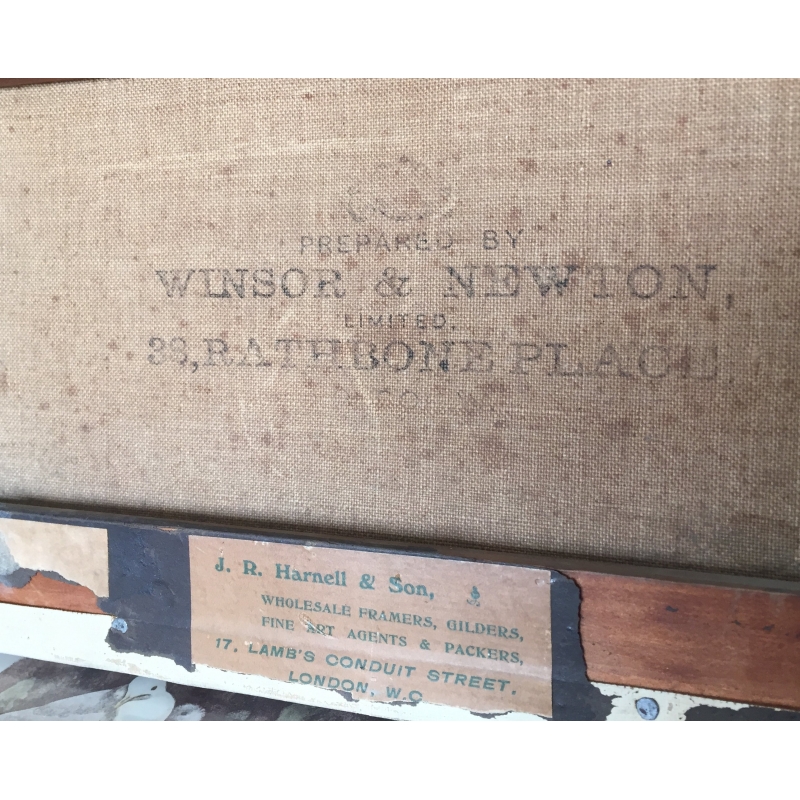 PREPARED BY
WINSOR & NEWTON,
LIMITED.
38, RATHBONE PLACE
J. R. Harnell & Son,
WHOLESALE FRAMERS, GILDERS,
FINE ART AGENTS & PACKERS,
17. LAMB'S CONDUIT STREET.
LONDON, W.C